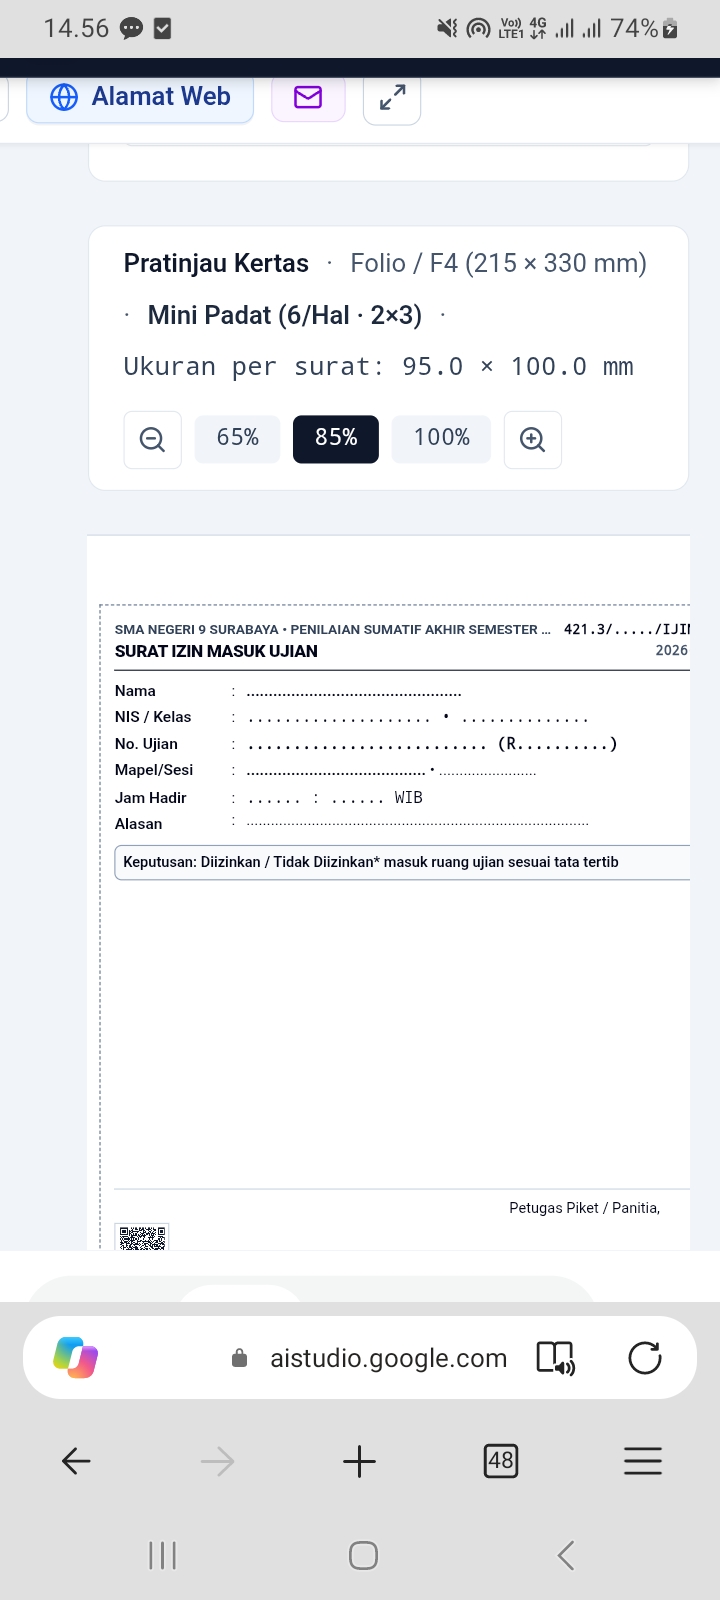 14.56
Vo)) LTE1 4G 74%
Alamat Web
Pratinjau Kertas · Folio / F4 (215 × 330 mm)
· Mini Padat (6/Hal · 2×3) ·
Ukuran per surat: 95.0 × 100.0 mm
65% 85% 100%
SMA NEGERI 9 SURABAYA • PENILAIAN SUMATIF AKHIR SEMESTER ... 421.3/...../IJI
SURAT IZIN MASUK UJIAN 2026
Nama : ................................................
NIS / Kelas : .................... • ..............
No. Ujian : .......................... (R..........)
Mapel/Sesi : ........................................ • ........................
Jam Hadir : ...... : ...... WIB
Alasan : ....................................................................................
Keputusan: Diizinkan / Tidak Diizinkan* masuk ruang ujian sesuai tata tertib
Petugas Piket / Panitia,
aistudio.google.com
48